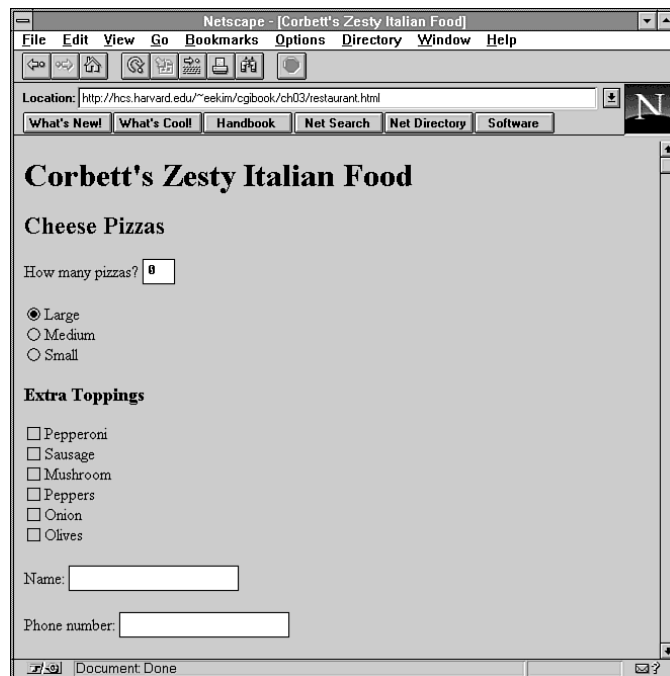 Netscape - [Corbett's Zesty Italian Food]
File Edit View Go Bookmarks Options Directory Window Help
Location: http://hcs.harvard.edu/~eekim/cgibook/ch03/restaurant.html
N
What's New! What's Cool! Handbook Net Search Net Directory Software
Corbett's Zesty Italian Food
Cheese Pizzas
How many pizzas? 0
Large
Medium
Small
Extra Toppings
Pepperoni
Sausage
Mushroom
Peppers
Onion
Olives
Name:
Phone number:
Document: Done
?